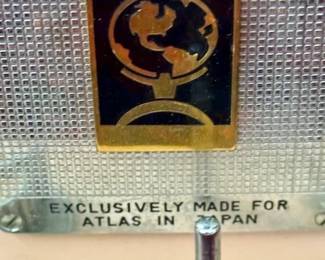 EXCLUSIVELY MADE FOR
ATLAS IN JAPAN